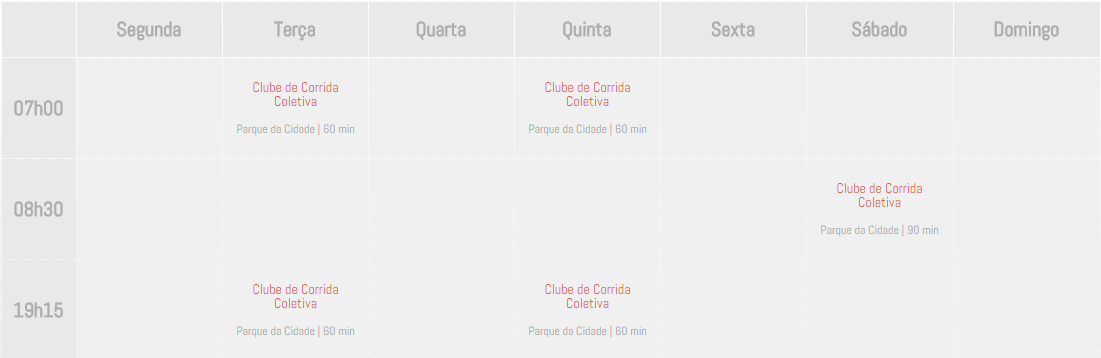 Segunda Terça Quarta Quinta Sexta Sábado Domingo
07h00
Clube de Corrida
Coletiva
Parque da Cidade | 60 min
Clube de Corrida
Coletiva
Parque da Cidade | 60 min
08h30
Clube de Corrida
Coletiva
Parque da Cidade | 90 min
19h15
Clube de Corrida
Coletiva
Parque da Cidade | 60 min
Clube de Corrida
Coletiva
Parque da Cidade | 60 min